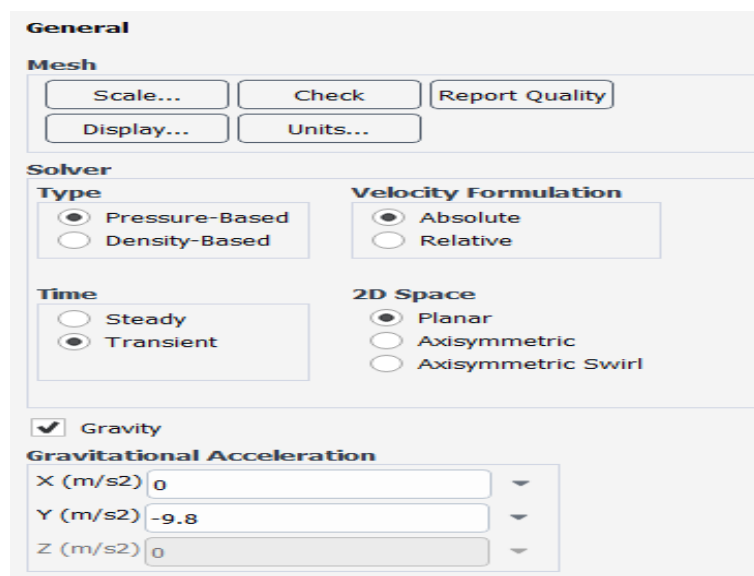 General
Mesh
Scale... Check Report Quality
Display... Units...
Solver
Type Velocity Formulation
Pressure-Based Absolute
Density-Based Relative
Time 2D Space
Steady Planar
Transient Axisymmetric
Axisymmetric Swirl
Gravity
Gravitational Acceleration
X (m/s2) 0
Y (m/s2) -9.8
Z (m/s2) 0